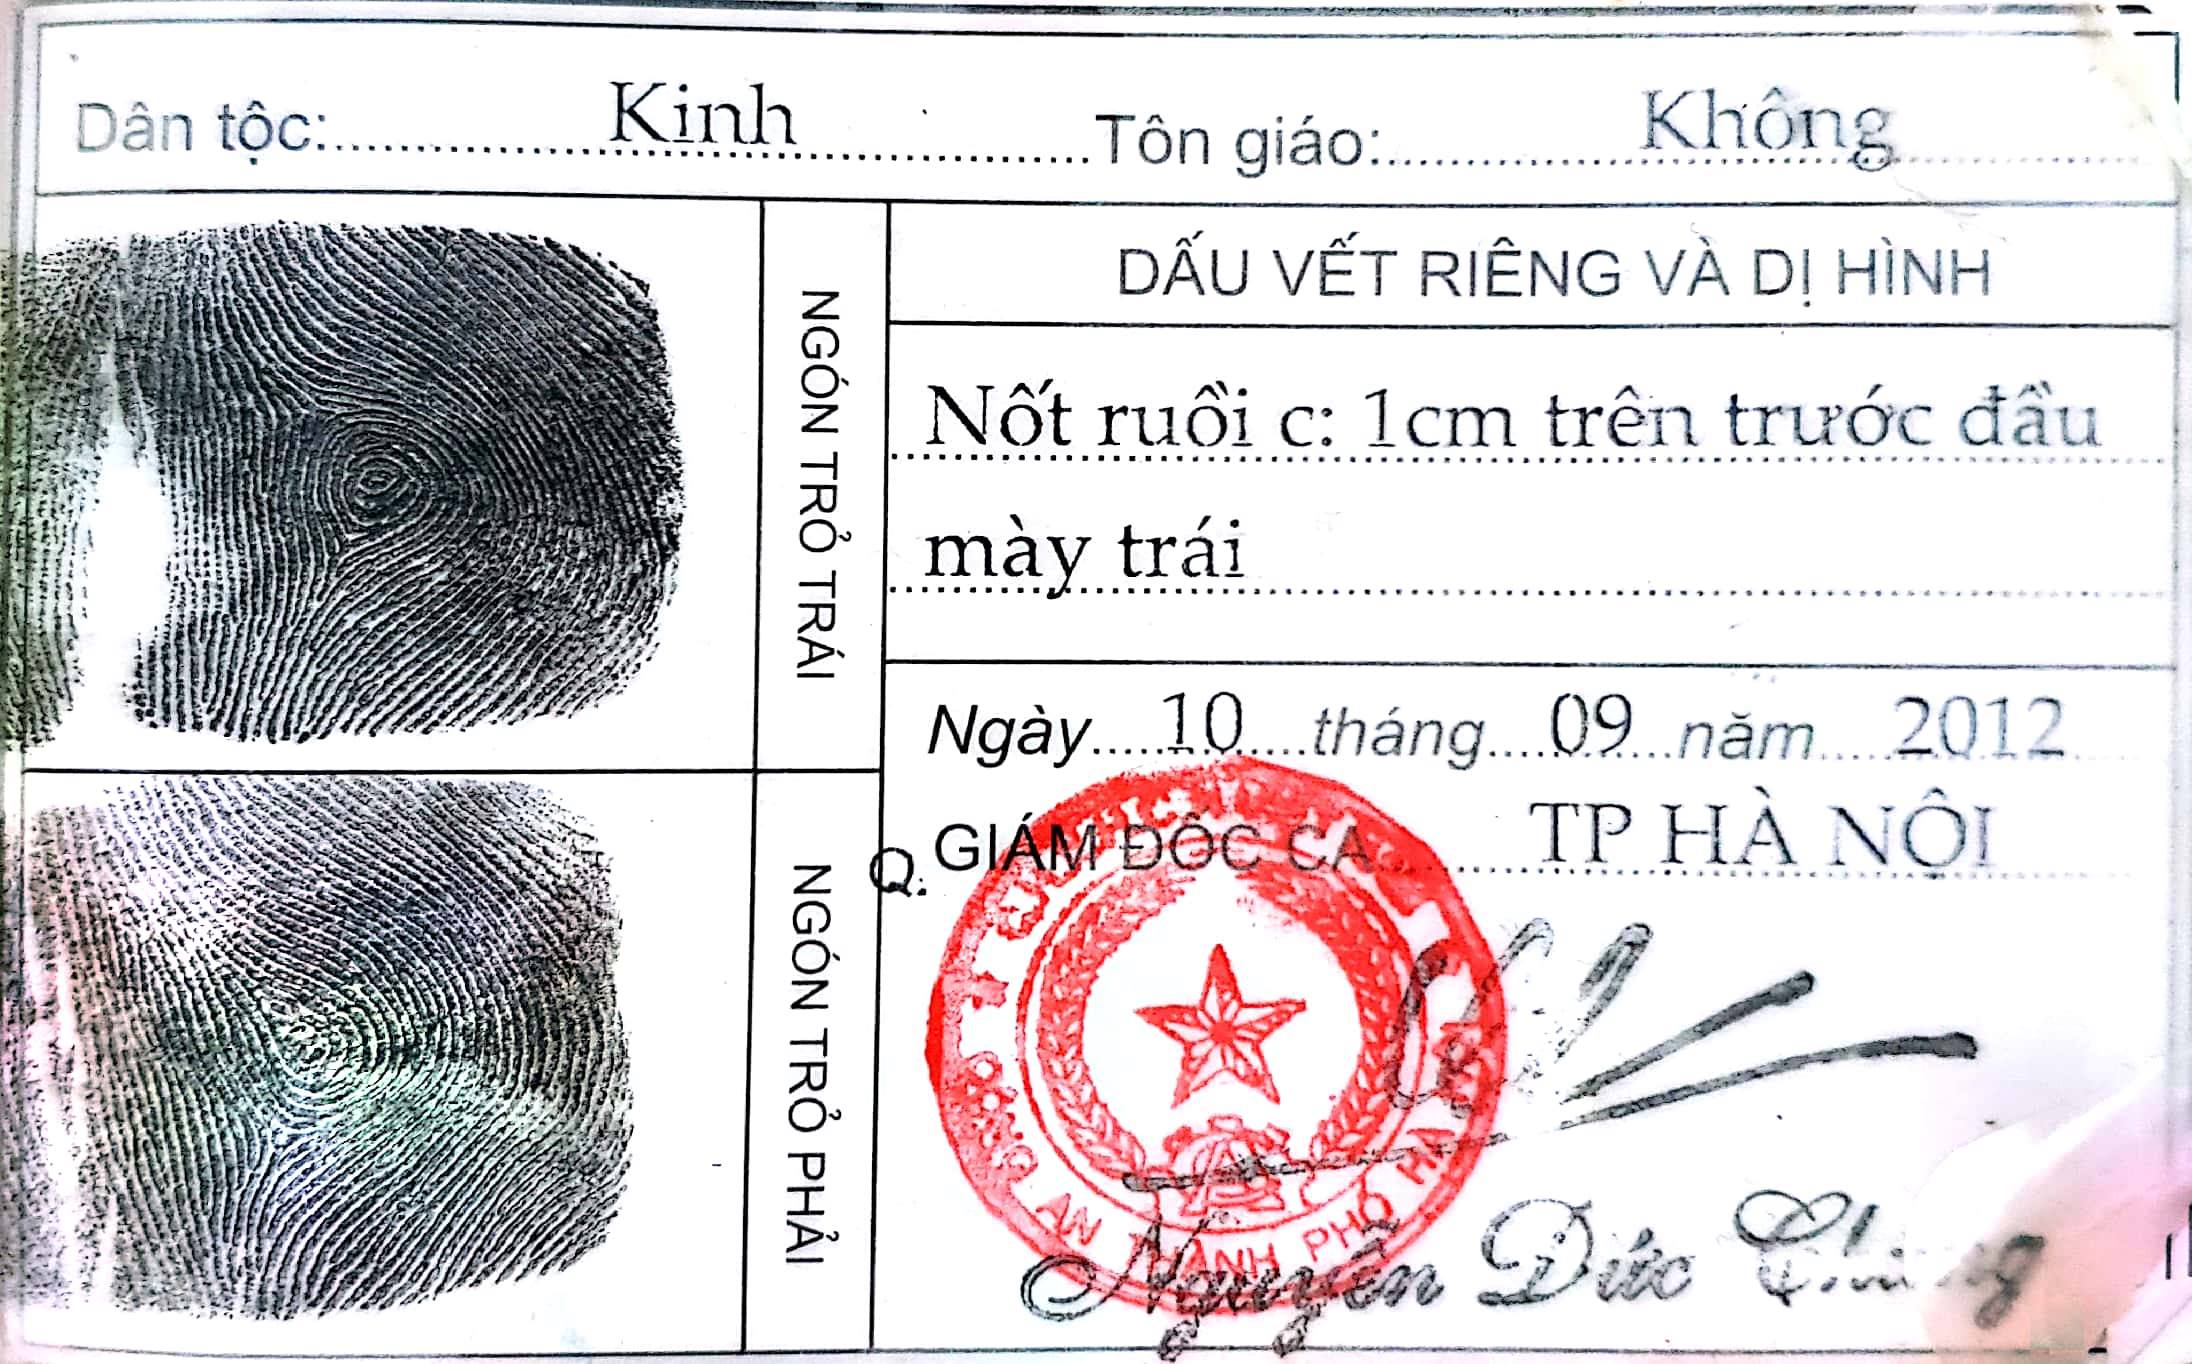 Dân tộc: Kinh Tôn giáo: Không
NGÓN TRỎ TRÁI
DẤU VẾT RIÊNG VÀ DỊ HÌNH
Nốt ruồi c: 1cm trên trước đầu
mày trái
Ngày 10 tháng 09 năm 2012
Q. GIÁM ĐỐC CA TP HÀ NỘI
NGÓN TRỎ PHẢI
CÔNG AN THÀNH PHỐ HÀ NỘI
Nguyễn Đức